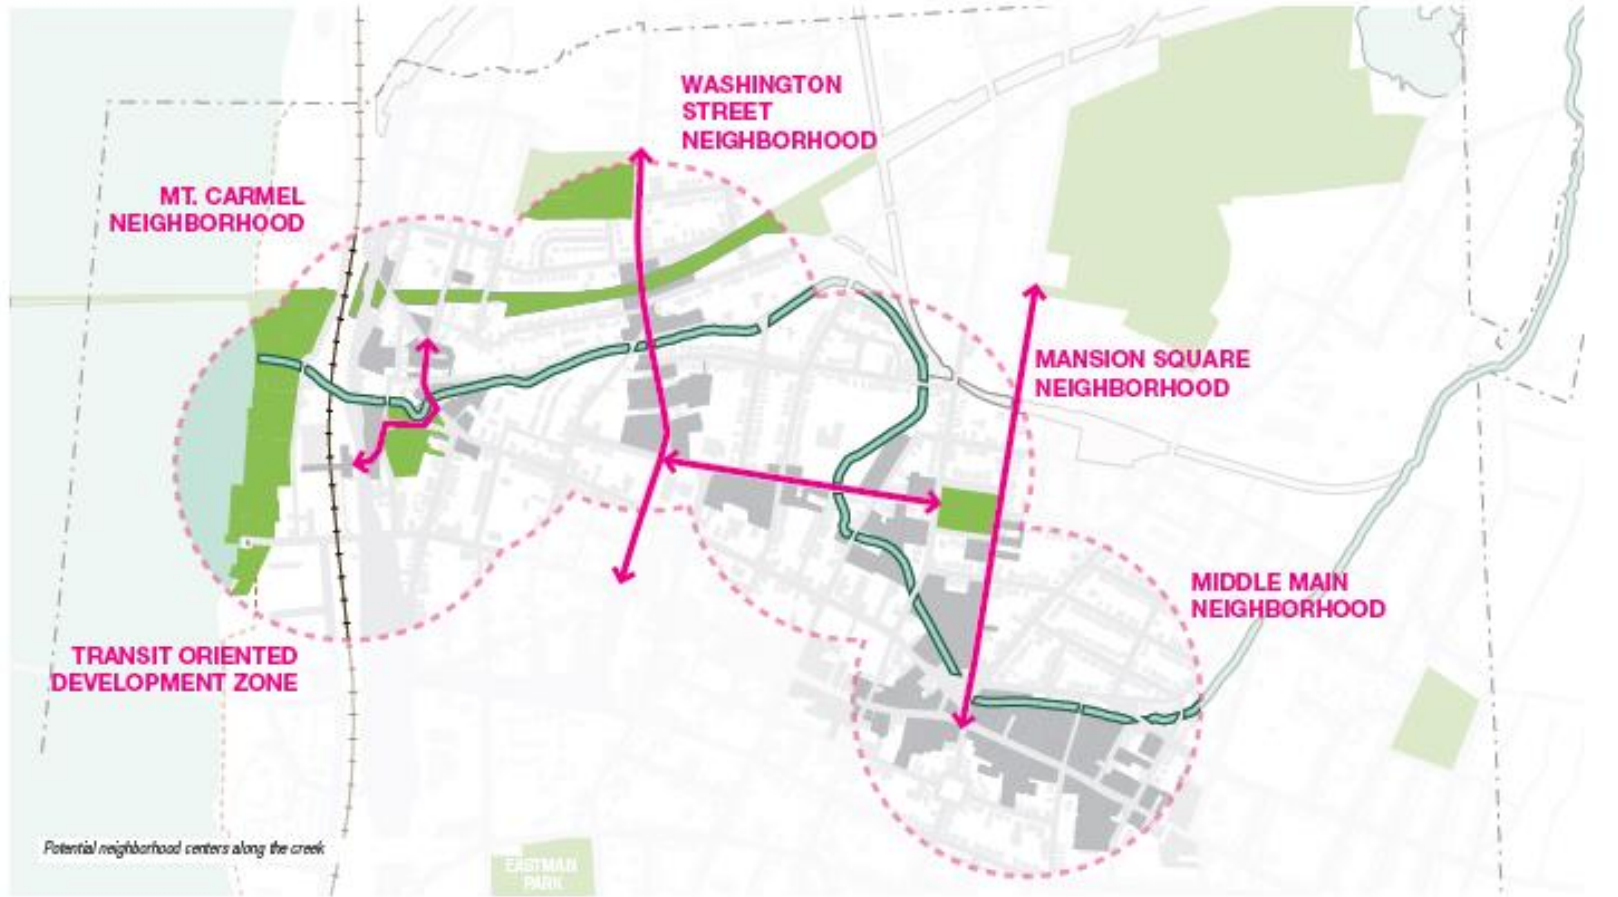 WASHINGTON
STREET
NEIGHBORHOOD
MT. CARMEL
NEIGHBORHOOD
MANSION SQUARE
NEIGHBORHOOD
MIDDLE MAIN
NEIGHBORHOOD
TRANSIT ORIENTED
DEVELOPMENT ZONE
Potential neighborhood centers along the creek
EASTMAN
PARK